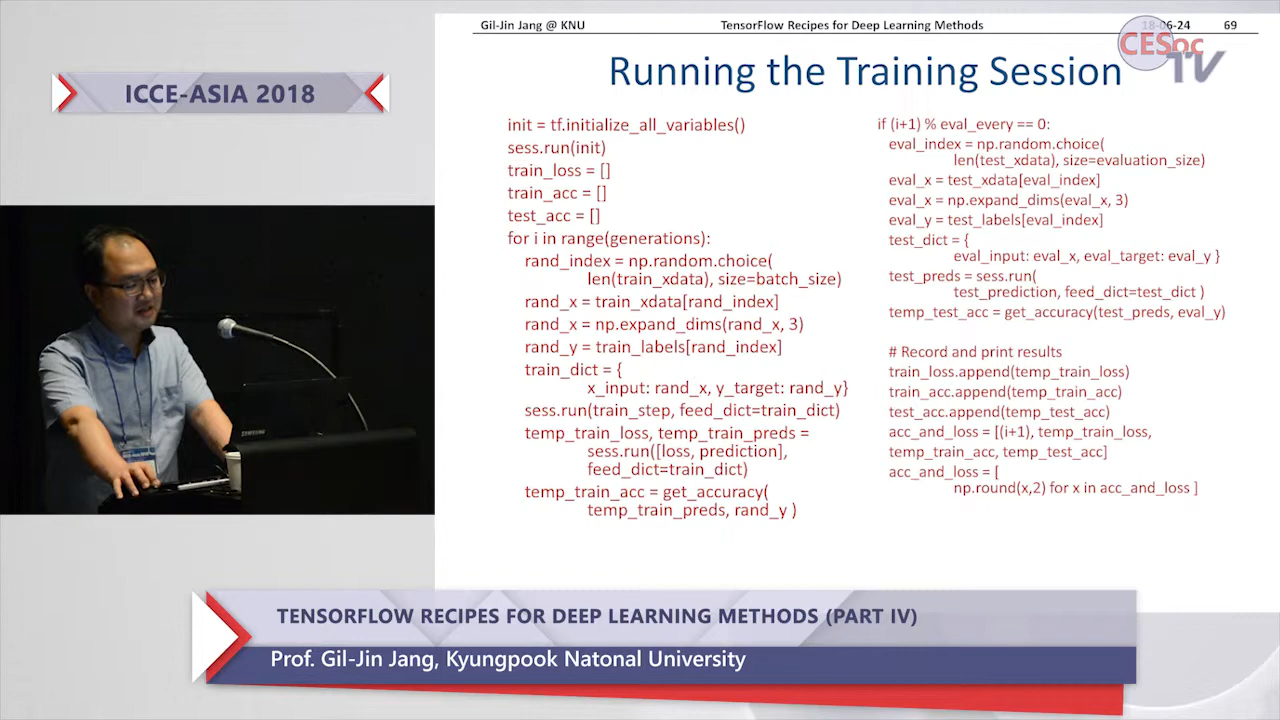 Gil-Jin Jang @ KNU
TensorFlow Recipes for Deep Learning Methods
18-06-24
69
CESoc
TV
Running the Training Session
ICCE-ASIA 2018
init = tf.initialize_all_variables()
sess.run(init)
train_loss = []
train_acc = []
test_acc = []
for i in range(generations):
rand_index = np.random.choice(
len(train_xdata), size=batch_size)
rand_x = train_xdata[rand_index]
rand_x = np.expand_dims(rand_x, 3)
rand_y = train_labels[rand_index]
train_dict = {
x_input: rand_x, y_target: rand_y}
sess.run(train_step, feed_dict=train_dict)
temp_train_loss, temp_train_preds =
sess.run([loss, prediction],
feed_dict=train_dict)
temp_train_acc = get_accuracy(
temp_train_preds, rand_y )
if (i+1) % eval_every == 0:
eval_index = np.random.choice(
len(test_xdata), size=evaluation_size)
eval_x = test_xdata[eval_index]
eval_x = np.expand_dims(eval_x, 3)
eval_y = test_labels[eval_index]
test_dict = {
eval_input: eval_x, eval_target: eval_y }
test_preds = sess.run(
test_prediction, feed_dict=test_dict )
temp_test_acc = get_accuracy(test_preds, eval_y)
# Record and print results
train_loss.append(temp_train_loss)
train_acc.append(temp_train_acc)
test_acc.append(temp_test_acc)
acc_and_loss = [(i+1), temp_train_loss,
temp_train_acc, temp_test_acc]
acc_and_loss = [
np.round(x,2) for x in acc_and_loss ]
TENSORFLOW RECIPES FOR DEEP LEARNING METHODS (PART IV)
Prof. Gil-Jin Jang, Kyungpook Natonal University